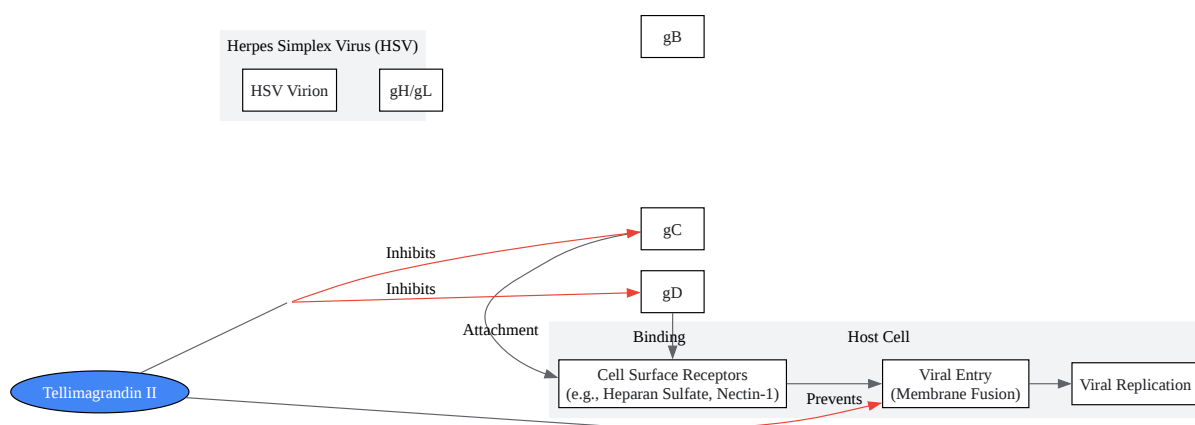 gB
Herpes Simplex Virus (HSV)
HSV Virion
gH/gL
gC
Inhibits
Inhibits
gD
Attachment
Binding
Host Cell
Tellimagrandin II
Cell Surface Receptors
(e.g., Heparan Sulfate, Nectin-1)
Viral Entry
(Membrane Fusion)
Viral Replication
Prevents